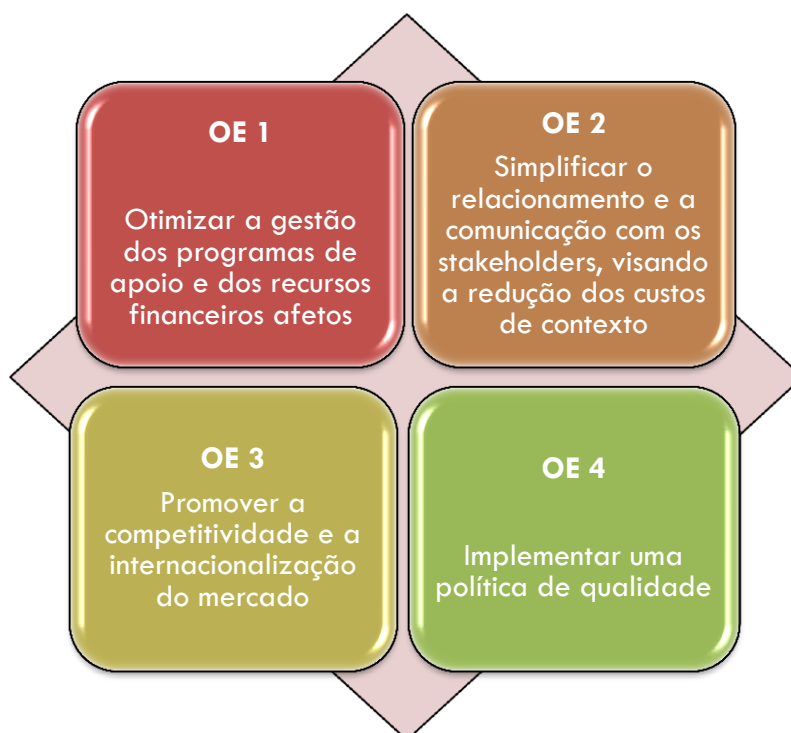 OE 1
Otimizar a gestão
dos programas de
apoio e dos recursos
financeiros afetos
OE 2
Simplificar o
relacionamento e a
comunicação com os
stakeholders, visando
a redução dos custos
de contexto
OE 3
Promover a
competitividade e a
internacionalização
do mercado
OE 4
Implementar uma
política de qualidade